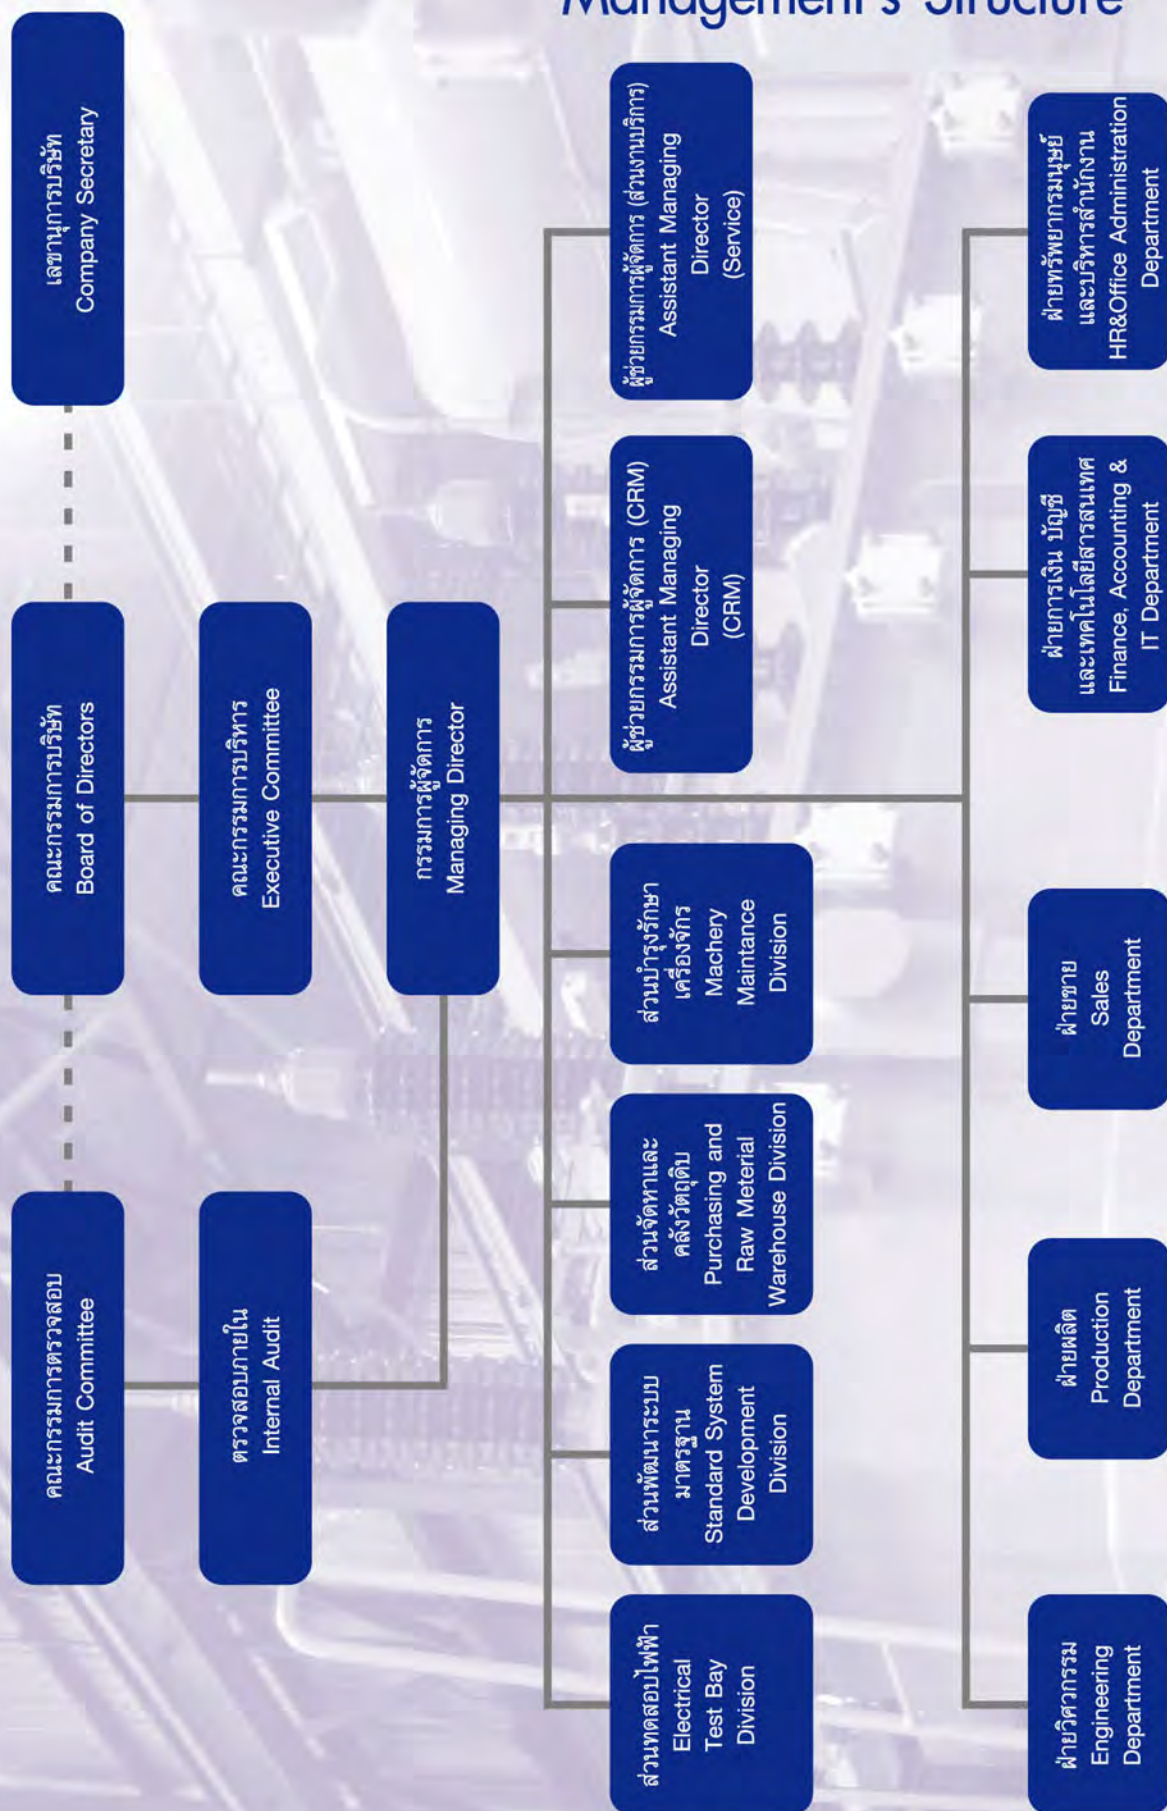 Management's Structure
คณะกรรมการตรวจสอบ
Audit Committee
คณะกรรมการบริษัท
Board of Directors
เลขานุการบริษัท
Company Secretary
ตรวจสอบภายใน
Internal Audit
คณะกรรมการบริหาร
Executive Committee
กรรมการผู้จัดการ
Managing Director
ส่วนทดสอบไฟฟ้า
Electrical
Test Bay
Division
ส่วนพัฒนาระบบ
มาตรฐาน
Standard System
Development
Division
ส่วนจัดหาและ
คลังวัตถุดิบ
Purchasing and
Raw Meterial
Warehouse Division
ส่วนบำรุงรักษา
เครื่องจักร
Machery
Maintance
Division
ผู้ช่วยกรรมการผู้จัดการ (CRM)
Assistant Managing
Director
(CRM)
ผู้ช่วยกรรมการผู้จัดการ (ส่วนงานบริการ)
Assistant Managing
Director
(Service)
ฝ่ายวิศวกรรม
Engineering
Department
ฝ่ายผลิต
Production
Department
ฝ่ายขาย
Sales
Department
ฝ่ายการเงิน บัญชี
และเทคโนโลยีสารสนเทศ
Finance, Accounting &
IT Department
ฝ่ายทรัพยากรมนุษย์
และบริหารสำนักงาน
HR&Office Administration
Department